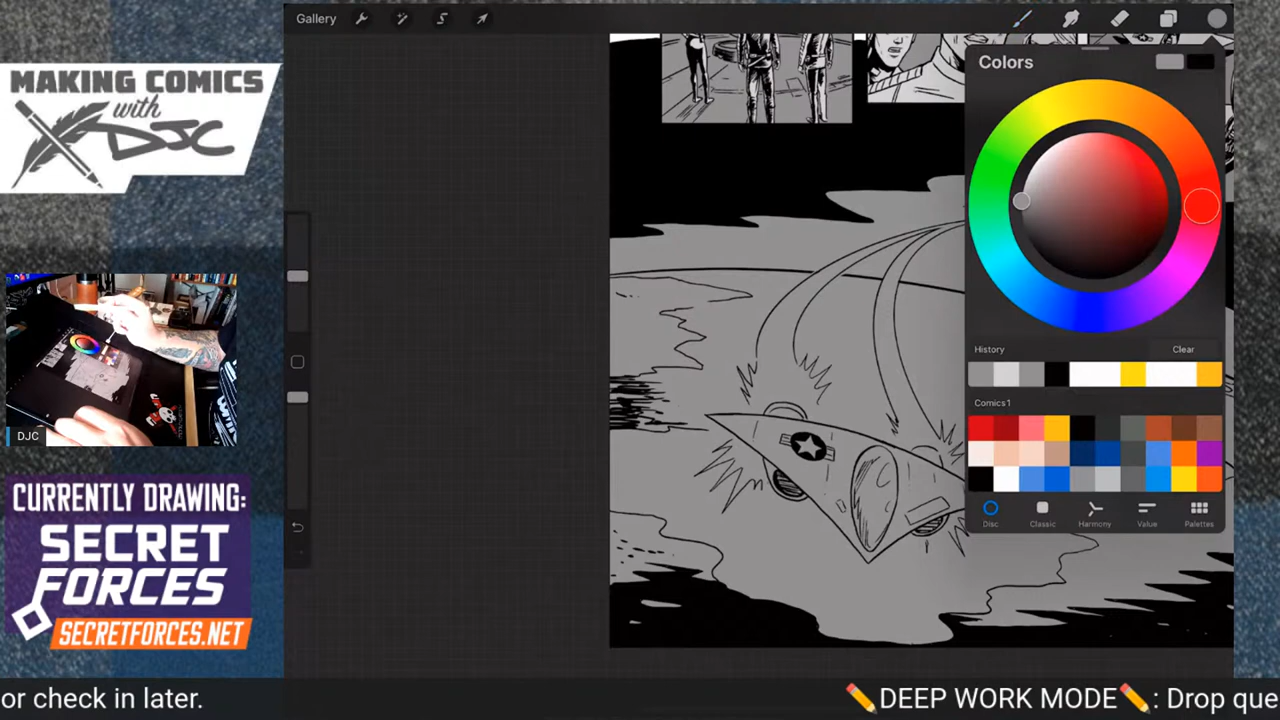 Gallery
MAKING COMICS
with
DJC
Colors
History
Clear
Comics1
Disc
Classic
Harmony
Value
Palettes
DJC
CURRENTLY DRAWING:
SECRET
FORCES
SECRETFORCES.NET
or check in later.
✏️DEEP WORK MODE✏️: Drop que